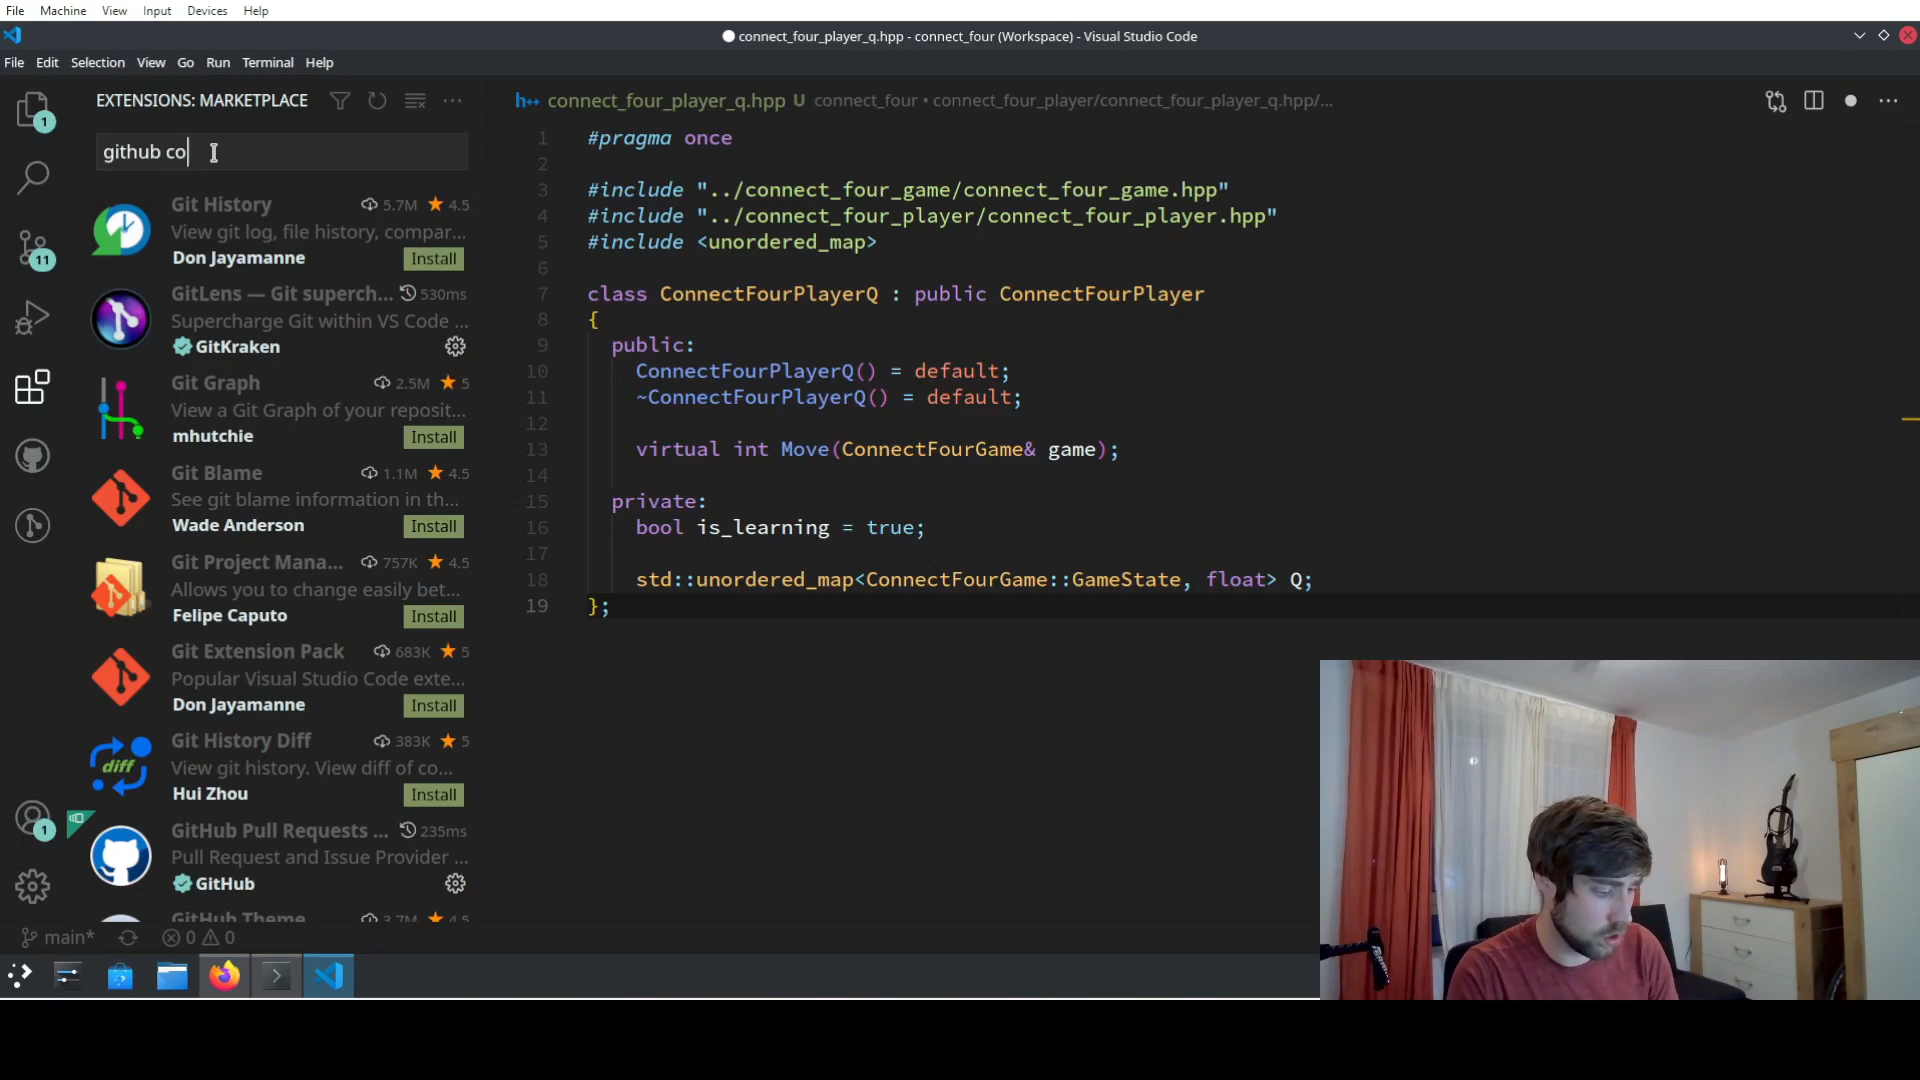 File Machine View Input Devices Help
connect_four_player_q.hpp - connect_four (Workspace) - Visual Studio Code
File Edit Selection View Go Run Terminal Help
EXTENSIONS: MARKETPLACE
github co
Git History 5.7M 4.5
View git log, file history, compar...
Don Jayamanne Install
GitLens — Git superch... 530ms
Supercharge Git within VS Code ...
GitKraken
Git Graph 2.5M 5
View a Git Graph of your reposit...
mhutchie Install
Git Blame 1.1M 4.5
See git blame information in th...
Wade Anderson Install
Git Project Mana... 757K 4.5
Allows you to change easily bet...
Felipe Caputo Install
Git Extension Pack 683K 5
Popular Visual Studio Code exte...
Don Jayamanne Install
Git History Diff 383K 5
View git history. View diff of co...
Hui Zhou Install
GitHub Pull Requests ... 235ms
Pull Request and Issue Provider ...
GitHub
GitHub Theme 3.7M 4.5
1
11
1
diff
connect_four_player_q.hpp U connect_four • connect_four_player/connect_four_player_q.hpp/...
1 #pragma once
2
3 #include "../connect_four_game/connect_four_game.hpp"
4 #include "../connect_four_player/connect_four_player.hpp"
5 #include <unordered_map>
6
7 class ConnectFourPlayerQ : public ConnectFourPlayer
8 {
9 public:
10 ConnectFourPlayerQ() = default;
11 ~ConnectFourPlayerQ() = default;
12
13 virtual int Move(ConnectFourGame& game);
14
15 private:
16 bool is_learning = true;
17
18 std::unordered_map<ConnectFourGame::GameState, float> Q;
19 };
main* 0 0